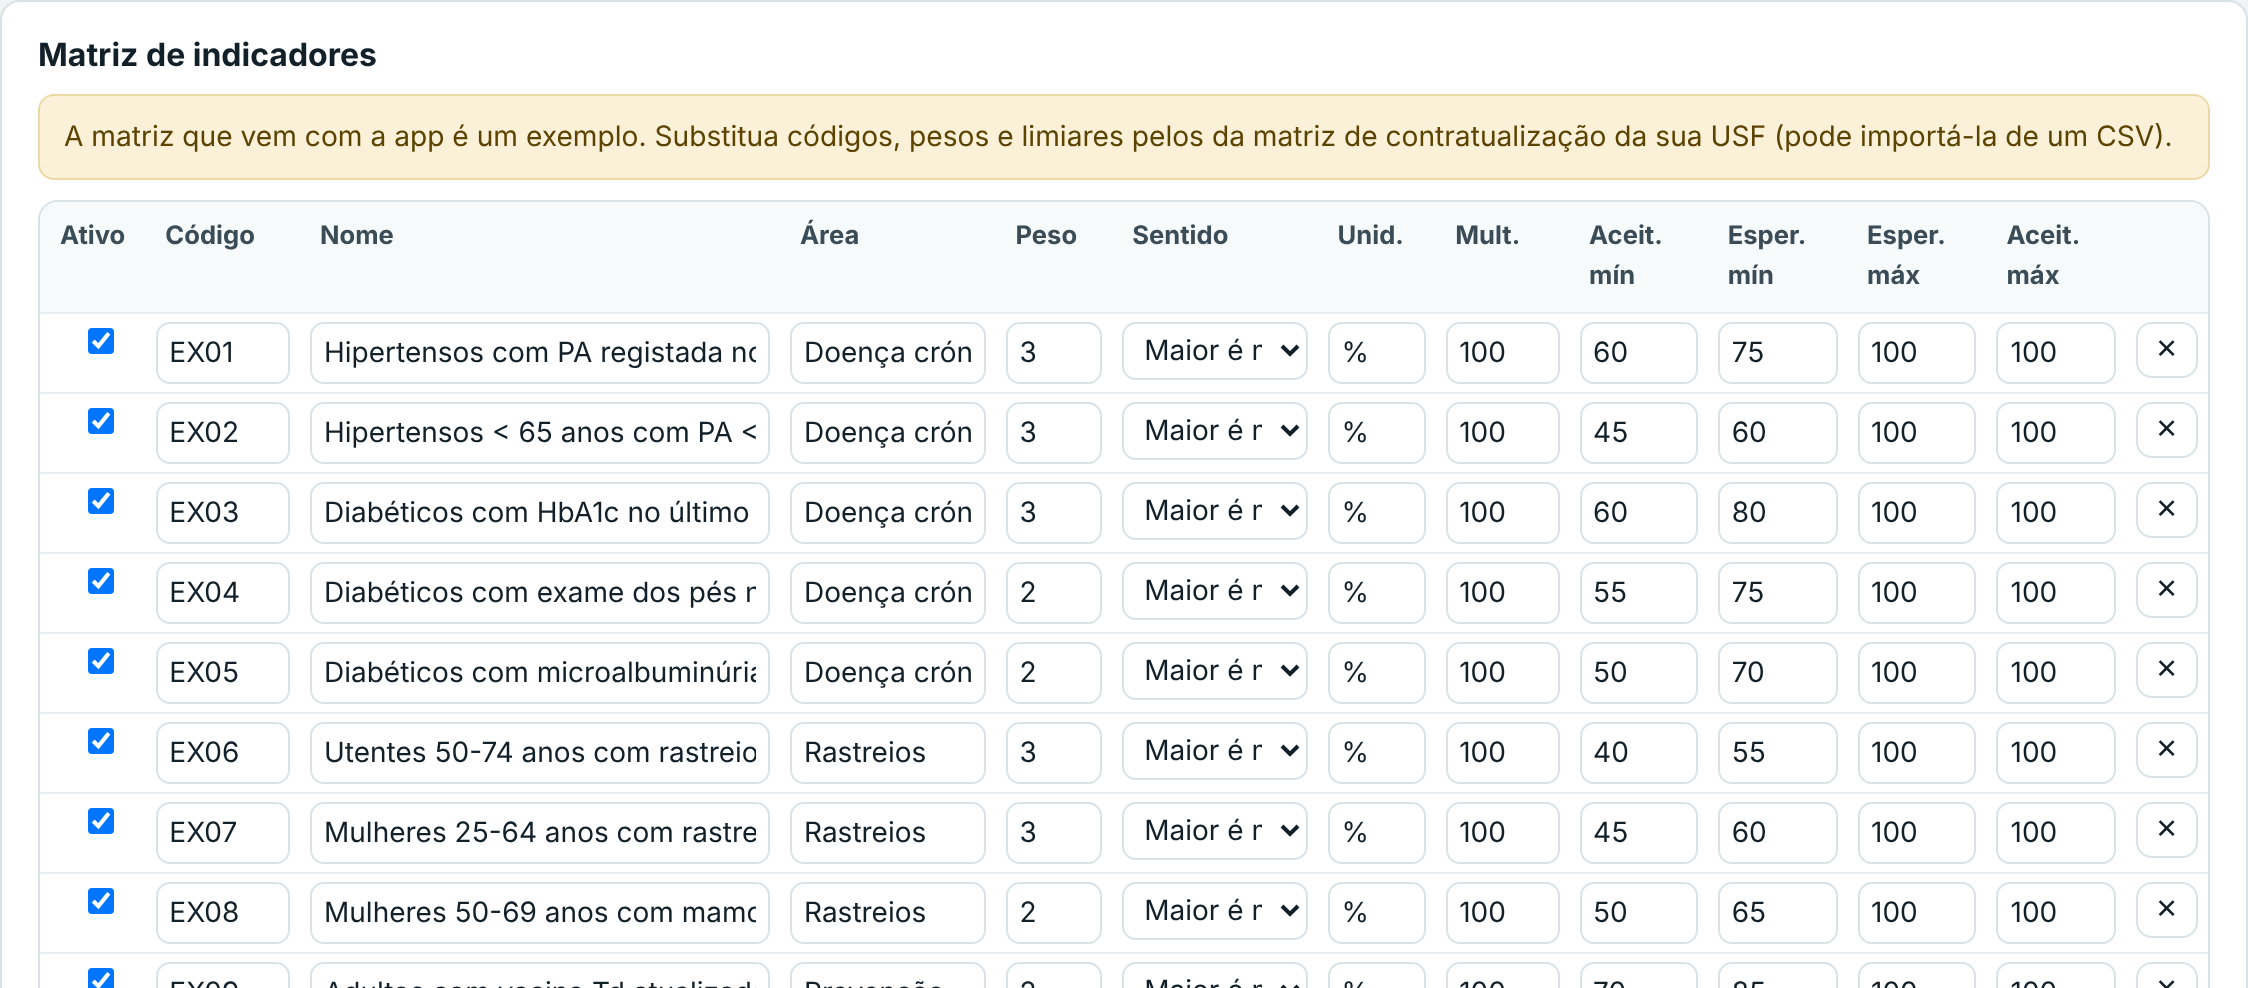 Matriz de indicadores
A matriz que vem com a app é um exemplo. Substitua códigos, pesos e limiares pelos da matriz de contratualização da sua USF (pode importá-la de um CSV).
Ativo Código Nome Área Peso Sentido Unid. Mult. Aceit. mín Esper. mín Esper. máx Aceit. máx
EX01 Hipertensos com PA registada no Doença crón 3 Maior é % 100 60 75 100 100 ✕
EX02 Hipertensos < 65 anos com PA < Doença crón 3 Maior é % 100 45 60 100 100 ✕
EX03 Diabéticos com HbA1c no último Doença crón 3 Maior é % 100 60 80 100 100 ✕
EX04 Diabéticos com exame dos pés Doença crón 2 Maior é % 100 55 75 100 100 ✕
EX05 Diabéticos com microalbuminúria Doença crón 2 Maior é % 100 50 70 100 100 ✕
EX06 Utentes 50-74 anos com rastreio Rastreios 3 Maior é % 100 40 55 100 100 ✕
EX07 Mulheres 25-64 anos com rastre Rastreios 3 Maior é % 100 45 60 100 100 ✕
EX08 Mulheres 50-69 anos com mamo Rastreios 2 Maior é % 100 50 65 100 100 ✕